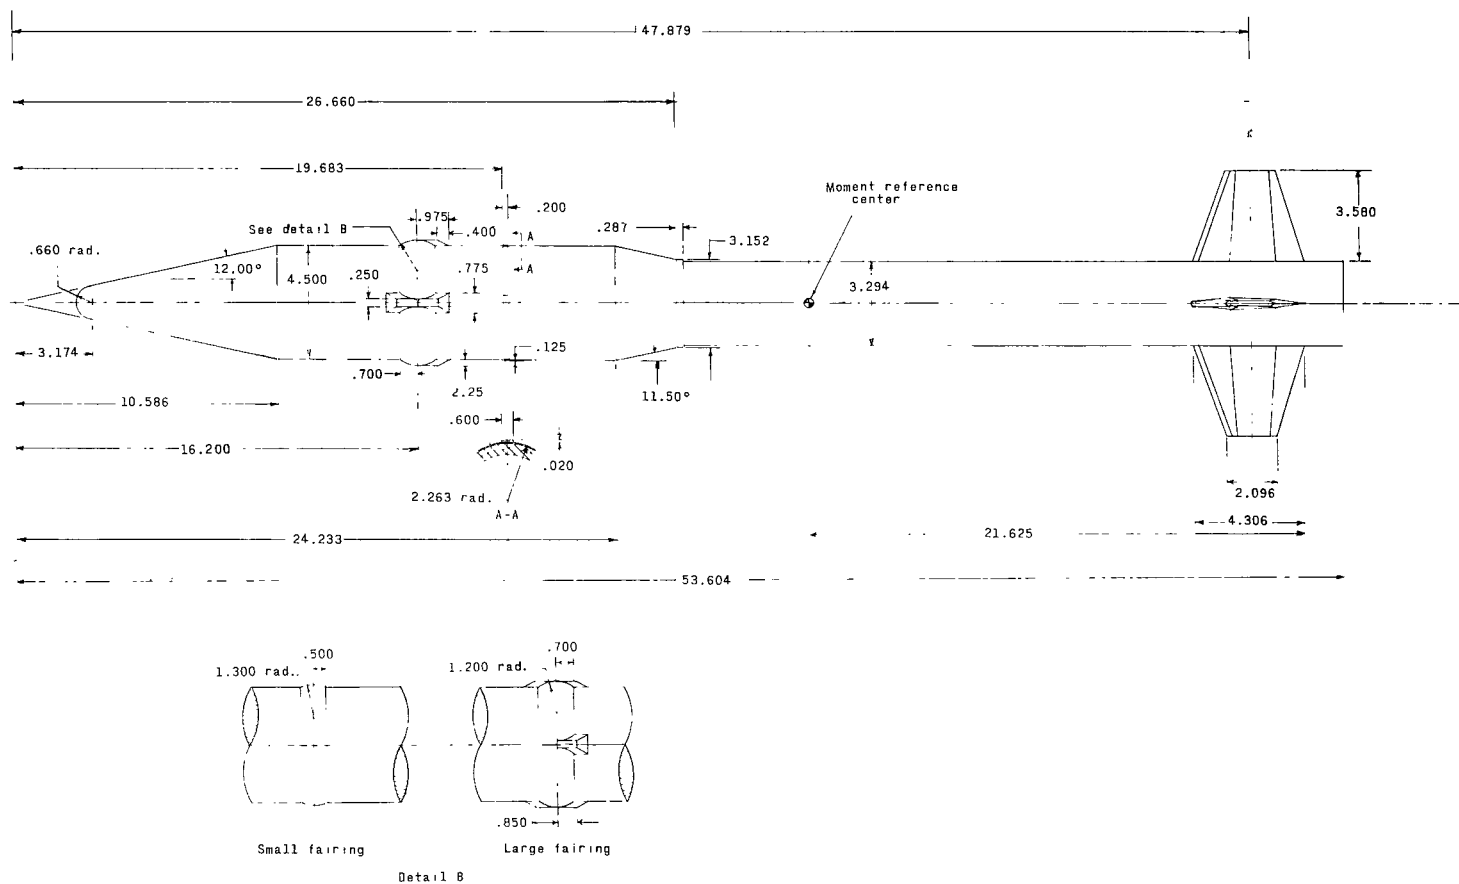 47.879
26.660
19.683
Moment reference
center
.200
3.580
.975
See detail B
.400
A
.287
3.152
.660 rad.
12.00°
4.500
.250
.775
A
3.294
3.174
.125
.700
2.25
11.50°
10.586
.600
16.200
.020
2.263 rad.
A-A
2.096
4.306
24.233
21.625
53.604
.500
.700
1.300 rad.
1.200 rad.
.850
Small fairing
Large fairing
Detail B